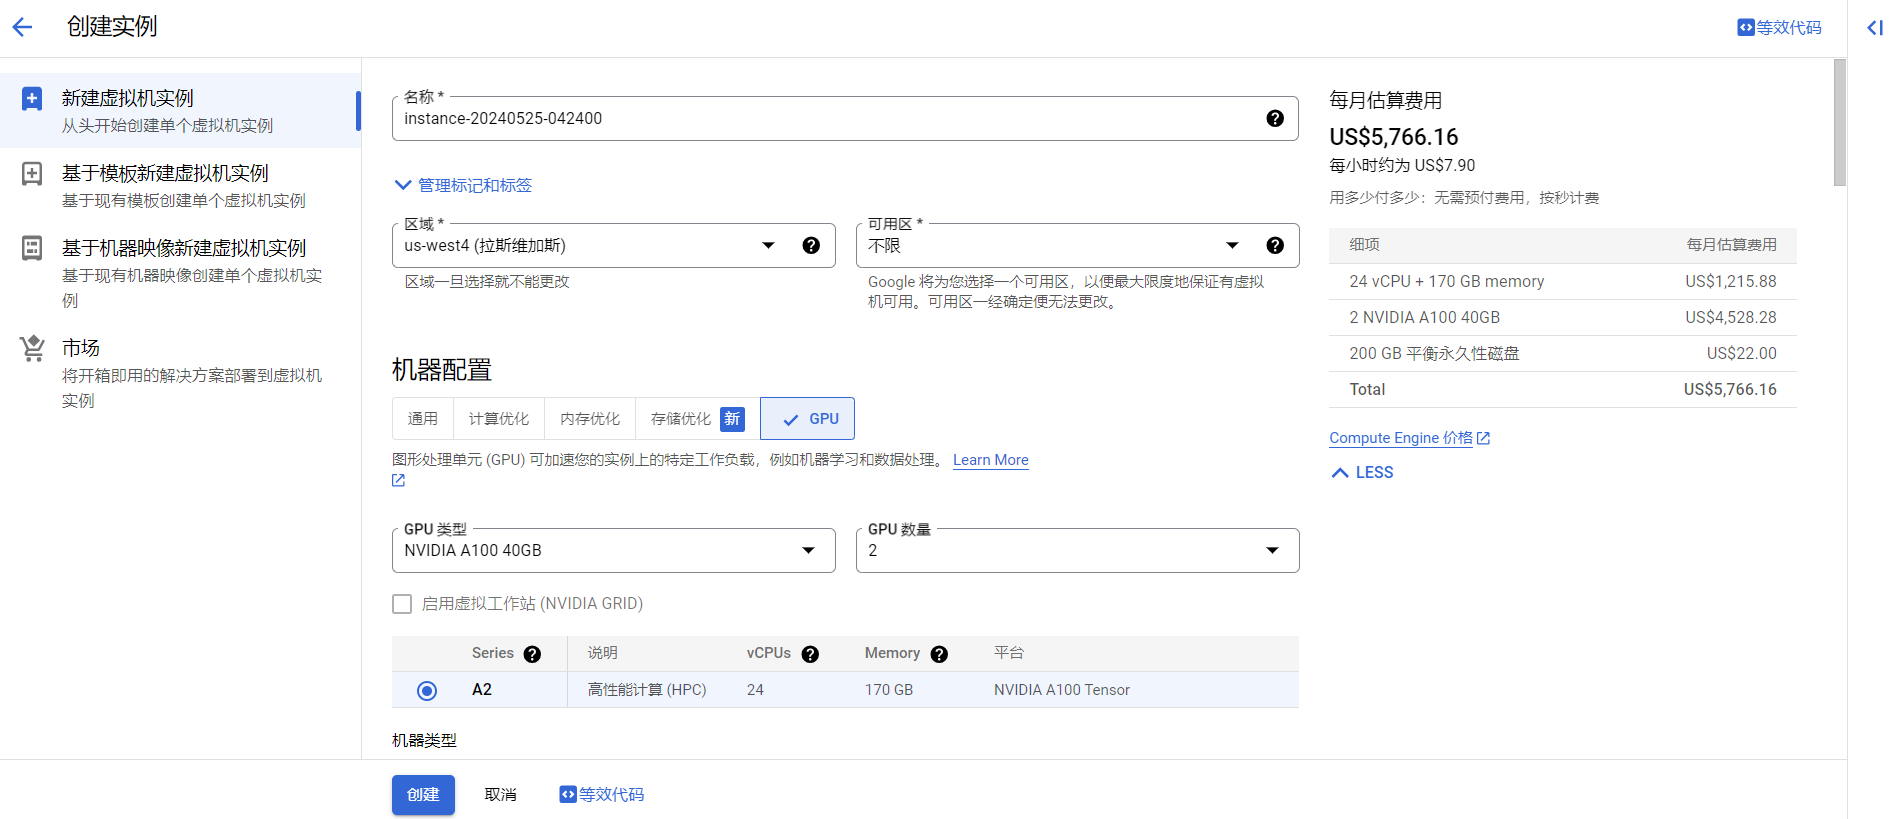 创建实例
等效代码
新建虚拟机实例
从头开始创建单个虚拟机实例
基于模板新建虚拟机实例
基于现有模板创建单个虚拟机实例
基于机器映像新建虚拟机实例
基于现有机器映像创建单个虚拟机实
例
市场
将开箱即用的解决方案部署到虚拟机
实例
名称 *
instance-20240525-042400
管理标记和标签
区域 *
us-west4 (拉斯维加斯)
区域一旦选择就不能更改
可用区 *
不限
Google 将为您选择一个可用区，以便最大限度地保证有虚拟
机可用。可用区一经确定便无法更改。
机器配置
通用
计算优化
内存优化
存储优化 新
GPU
图形处理单元 (GPU) 可加速您的实例上的特定工作负载，例如机器学习和数据处理。 Learn More
GPU 类型
NVIDIA A100 40GB
GPU 数量
2
启用虚拟工作站 (NVIDIA GRID)
Series 说明 vCPUs Memory 平台
A2 高性能计算 (HPC) 24 170 GB NVIDIA A100 Tensor
机器类型
创建 取消 等效代码
每月估算费用
US$5,766.16
每小时约为 US$7.90
用多少付多少：无需预付费用，按秒计费
细项 每月估算费用
24 vCPU + 170 GB memory US$1,215.88
2 NVIDIA A100 40GB US$4,528.28
200 GB 平衡永久性磁盘 US$22.00
Total US$5,766.16
Compute Engine 价格
LESS